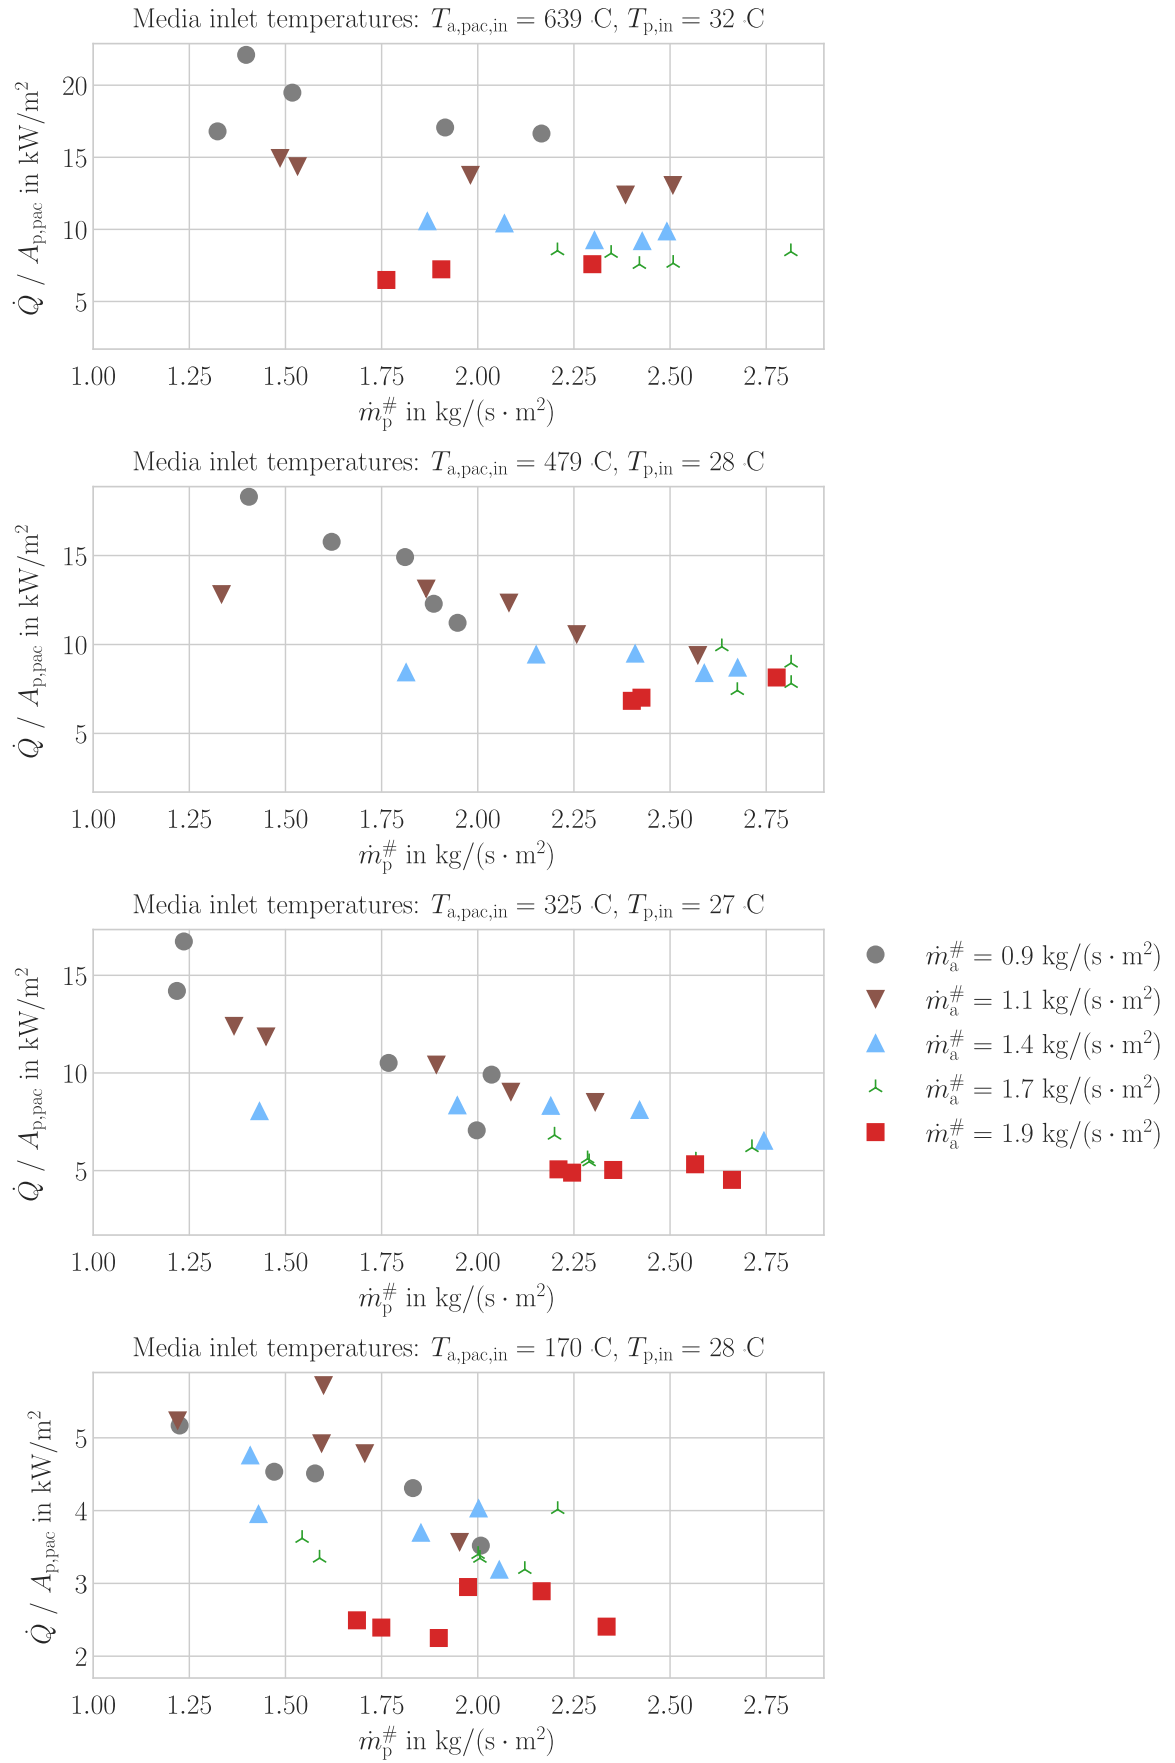 Media inlet temperatures: T_a,pac,in = 639 °C, T_p,in = 32 °C
Q̇ / A_p,pac in kW/m²
20
15
10
5
1.00 1.25 1.50 1.75 2.00 2.25 2.50 2.75
ṁ_p^# in kg/(s · m²)
Media inlet temperatures: T_a,pac,in = 479 °C, T_p,in = 28 °C
Q̇ / A_p,pac in kW/m²
15
10
5
1.00 1.25 1.50 1.75 2.00 2.25 2.50 2.75
ṁ_p^# in kg/(s · m²)
Media inlet temperatures: T_a,pac,in = 325 °C, T_p,in = 27 °C
Q̇ / A_p,pac in kW/m²
15
10
5
1.00 1.25 1.50 1.75 2.00 2.25 2.50 2.75
ṁ_p^# in kg/(s · m²)
ṁ_a^# = 0.9 kg/(s · m²)
ṁ_a^# = 1.1 kg/(s · m²)
ṁ_a^# = 1.4 kg/(s · m²)
ṁ_a^# = 1.7 kg/(s · m²)
ṁ_a^# = 1.9 kg/(s · m²)
Media inlet temperatures: T_a,pac,in = 170 °C, T_p,in = 28 °C
Q̇ / A_p,pac in kW/m²
5
4
3
2
1.00 1.25 1.50 1.75 2.00 2.25 2.50 2.75
ṁ_p^# in kg/(s · m²)